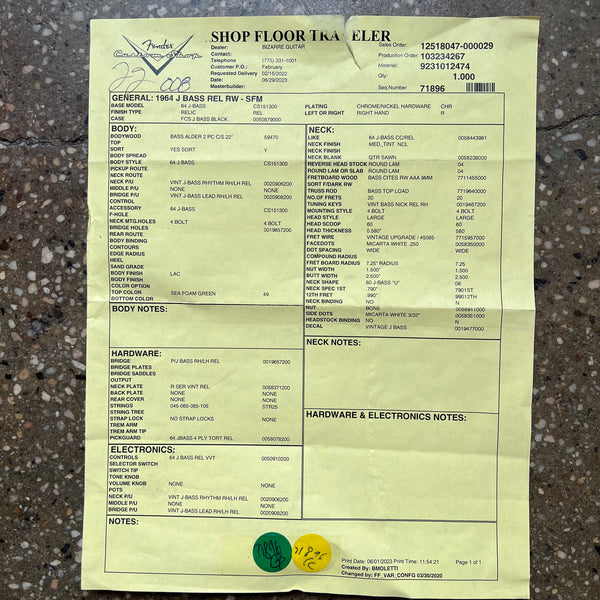 Fender
Custom Shop
SHOP FLOOR TRAVELER
Dealer: BIZARRE GUITAR
Contact:
Telephone (775) 331-1001
Customer P.O.: February
Requested Delivery 02/15/2022
Date: 06/29/2023
Masterbuilder:
Sales Order: 12518047-000029
Production Order: 103234267
Material: 9231012474
Qty: 1.000
Seq Number 71896
008
GENERAL: 1964 J BASS REL RW - SFM
BASE MODEL 64 J-BASS CS151300
FINISH TYPE RELIC REL
CASE FCS J BASS BLACK 0050879000
PLATING CHROME/NICKEL HARDWARE CHR
LEFT OR RIGHT RIGHT HAND R
BODY:
BODYWOOD BASS ALDER 2 PC C/S 22" 59470
TOP
SORT YES SORT Y
BODY SPREAD
BODY STYLE 64 J-BASS CS151300
PICKUP ROUTE
NECK ROUTE
NECK P/U VINT J-BASS RHYTHM RH/LH REL 0020906200
MIDDLE P/U NONE NONE
BRIDGE P/U VINT J-BASS LEAD RH/LH REL 0020908200
CONTROL
ACCESSORY 64 J-BASS CS151300
F-HOLE
NECK MTG.HOLES 4 BOLT 4 BOLT
BRIDGE HOLES 0019657200
REAR ROUTE
BODY BINDING
CONTOURS
EDGE RADIUS
HEEL
SAND GRADE
BODY FINISH LAC
BODY FINISH
COLOR OPTION
TOP COLOR SEA FOAM GREEN 49
BOTTOM COLOR
BODY NOTES:
HARDWARE:
BRIDGE P/J BASS RH/LH REL 0019657200
BRIDGE PLATES
BRIDGE SADDLES
OUTPUT
NECK PLATE R SER VINT REL 0058371200
BACK PLATE NONE NONE
REAR COVER NONE NONE
STRINGS 045-065-085-105 STR25
STRING TREE
STRAP LOCK NO STRAP LOCKS NONE
TREM ARM
TREM ARM TIP
PICKGUARD 64 JBASS 4 PLY TORT REL 0058078200
ELECTRONICS:
CONTROLS 64 J BASS REL VVT 0050910200
SELECTOR SWITCH
SWITCH TIP
TONE KNOB
VOLUME KNOB NONE NONE
POTS
NECK P/U VINT J-BASS RHYTHM RH/LH REL 0020906200
MIDDLE P/U NONE NONE
BRIDGE P/U VINT J-BASS LEAD RH/LH REL 0020908200
NECK:
LIKE 64 J-BASS CC/REL 0058443981
NECK FINISH MED_TINT NCL
NECK FINISH
NECK BLANK QTR SAWN 0058238000
REVERSE HEAD STOCK ROUND LAM 04
ROUND LAM OR SLAB ROUND LAM 04
FRETBOARD WOOD BASS CITES RW AAA 9MM 7711455000
SORT F/DARK RW
TRUSS ROD BASS TOP LOAD 7719640000
NO.OF FRETS 20 20
TUNING KEYS VINT BASS NICK REL RH 0019467200
MOUNTING STYLE 4 BOLT 4 BOLT
HEAD STYLE LARGE LARGE
HEAD SCOOP 60 60
HEAD THICKNESS 0.580" 580
FRET WIRE VINTAGE UPGRADE / 45085 7715957000
FACEDOTS MICARTA WHITE .250 0058350000
DOT SPACING WIDE WIDE
COMPOUND RADIUS
FRET BOARD RADIUS 7.25" RADIUS 7.25
NUT WIDTH 1.500" 1.500
BUTT WIDTH 2.500" 2.500
NECK SHAPE 60 J-BASS "U" 08
NECK SPEC 1ST .790" 7901ST
12TH FRET .990" 99012TH
NECK BINDING NO N
NUT BONE 0058911000
SIDE DOTS MICARTA WHITE 3/32" 0058351000
HEADSTOCK BINDING NO N
DECAL VINTAGE J BASS 0019477000
NECK NOTES:
HARDWARE & ELECTRONICS NOTES:
NOTES:
71896
CC
Print Date: 06/01/2023 Print Time: 11:54:21 Page 1 of 1
Created By: BMOLETTI
Changed by: FF_VAR_CONFG 03/30/2020